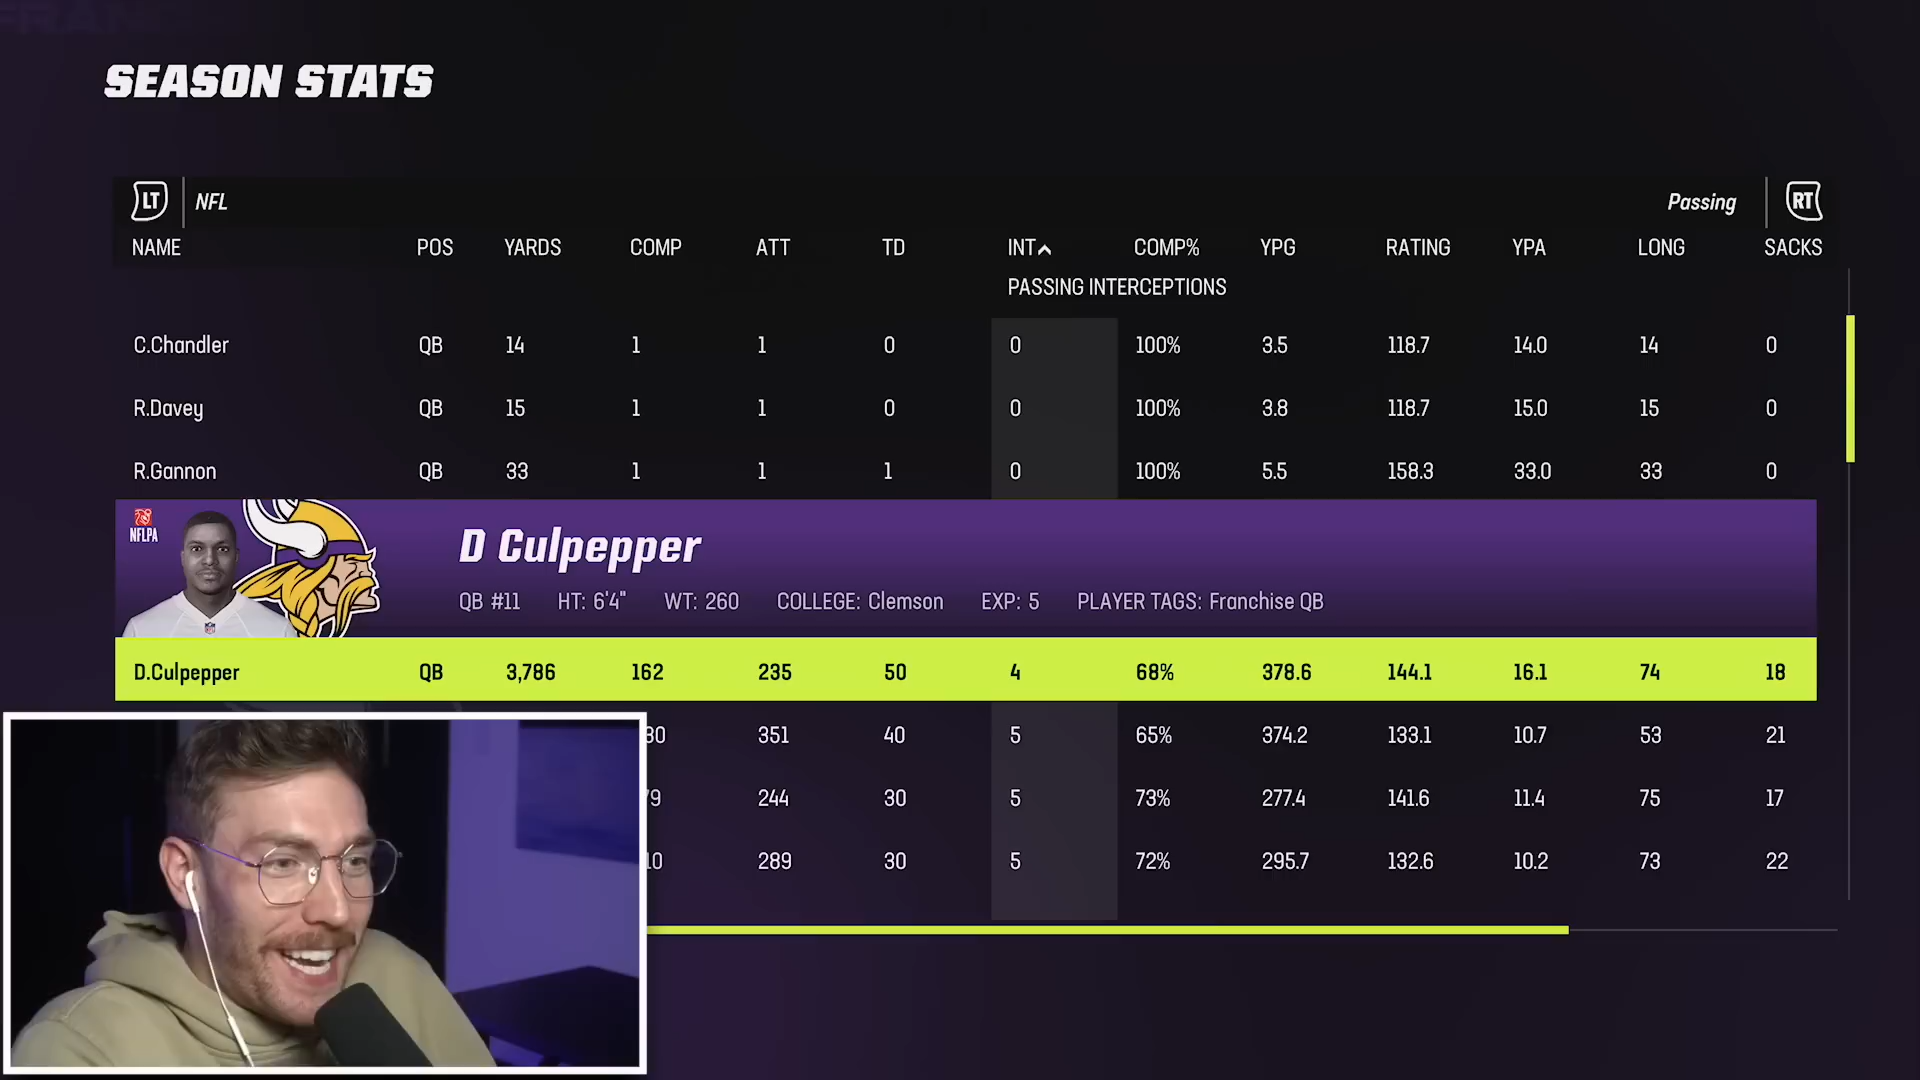 SEASON STATS
LT NFL Passing RT
NAME POS YARDS COMP ATT TD INT COMP% YPG RATING YPA LONG SACKS
PASSING INTERCEPTIONS
C.Chandler QB 14 1 1 0 0 100% 3.5 118.7 14.0 14 0
R.Davey QB 15 1 1 0 0 100% 3.8 118.7 15.0 15 0
R.Gannon QB 33 1 1 1 0 100% 5.5 158.3 33.0 33 0
NFLPA
D Culpepper
QB #11 HT: 6'4" WT: 260 COLLEGE: Clemson EXP: 5 PLAYER TAGS: Franchise QB
D.Culpepper QB 3,786 162 235 50 4 68% 378.6 144.1 16.1 74 18
351 40 5 65% 374.2 133.1 10.7 53 21
244 30 5 73% 277.4 141.6 11.4 75 17
289 30 5 72% 295.7 132.6 10.2 73 22